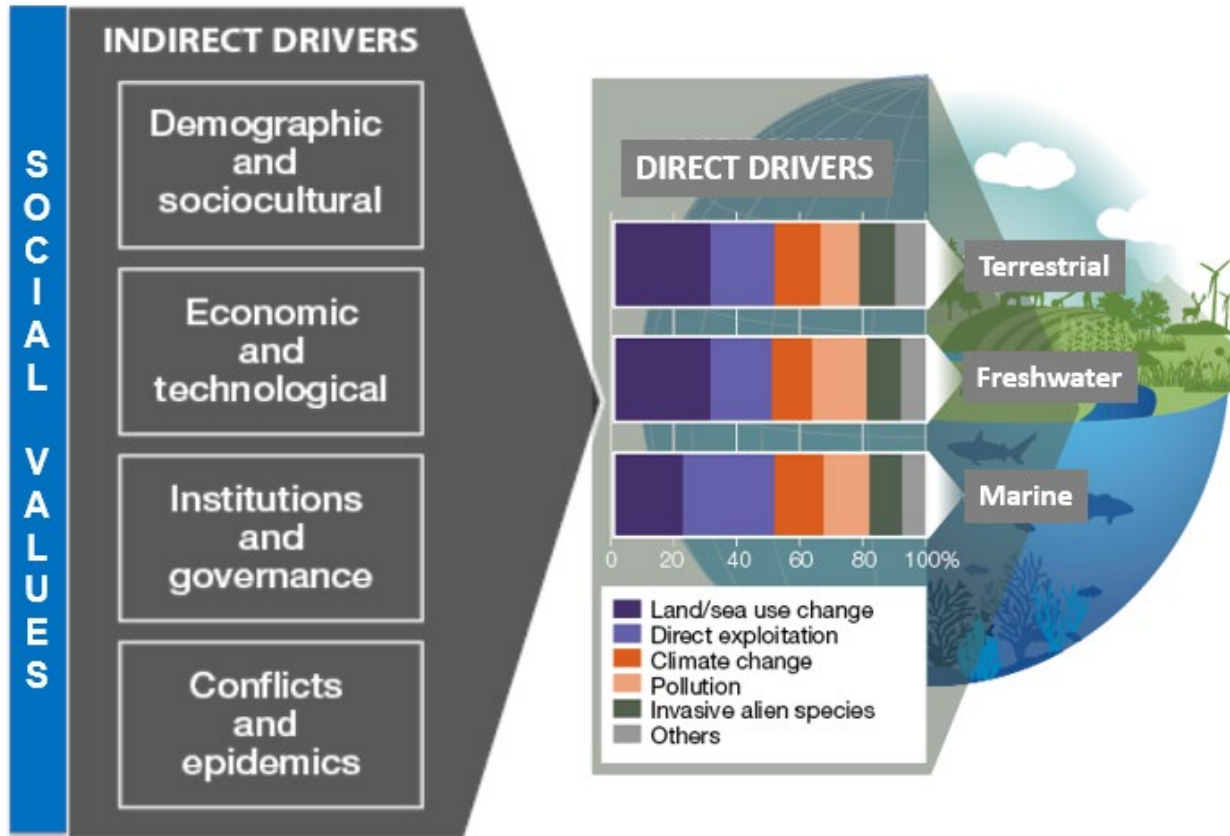 SOCIAL VALUES
INDIRECT DRIVERS
Demographic
and
sociocultural
Economic
and
technological
Institutions
and
governance
Conflicts
and
epidemics
DIRECT DRIVERS
Terrestrial
Freshwater
Marine
0 20 40 60 80 100%
Land/sea use change
Direct exploitation
Climate change
Pollution
Invasive alien species
Others